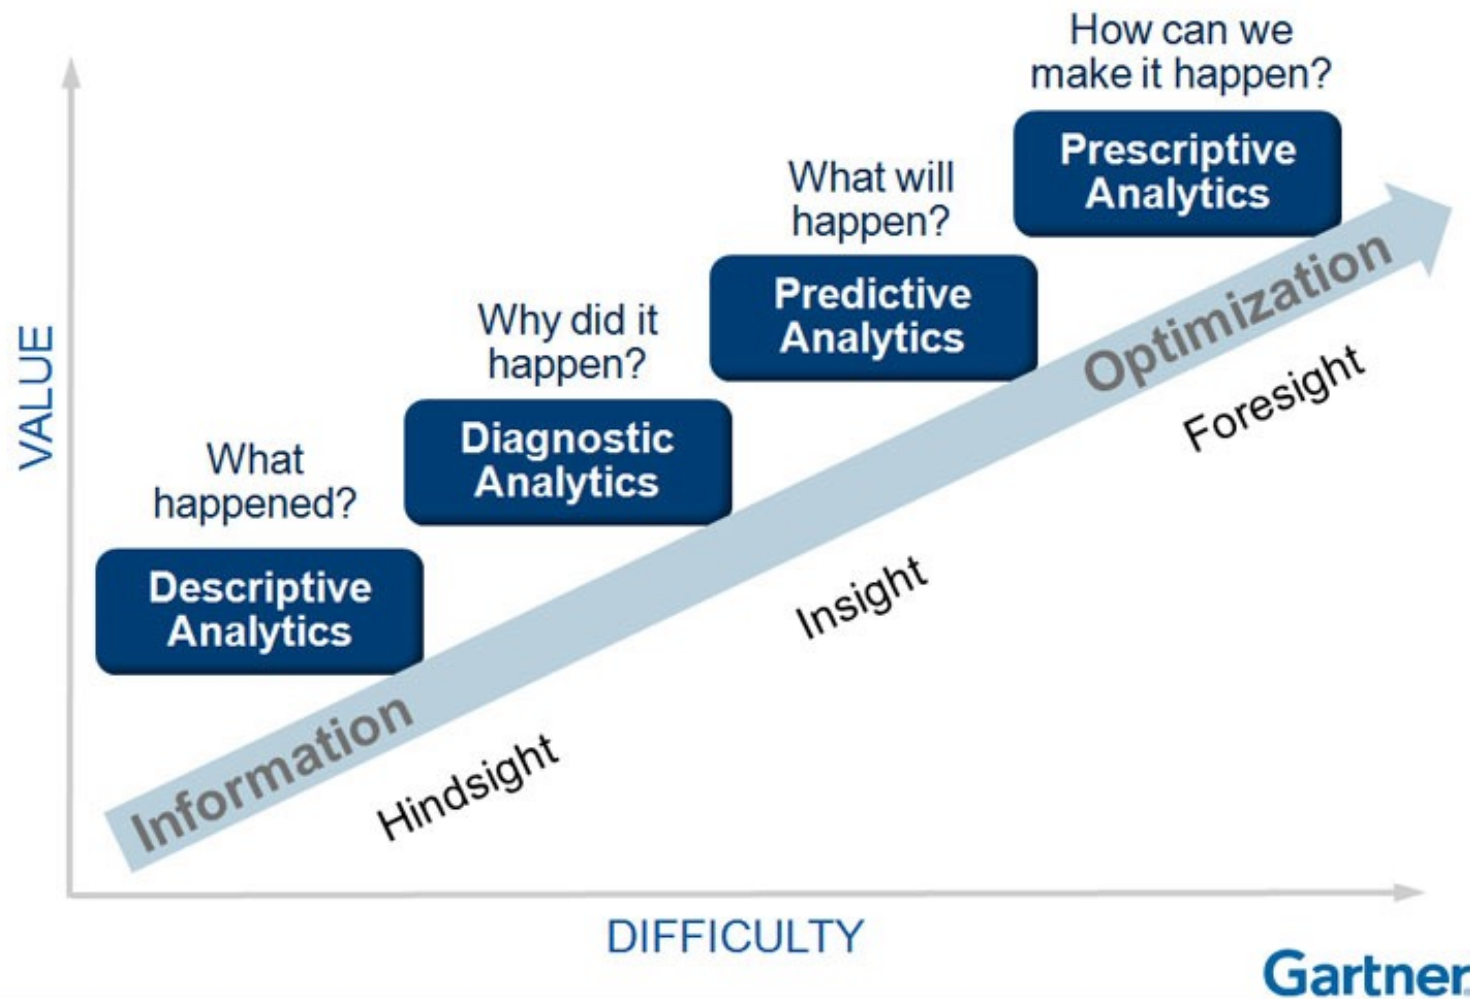 How can we
make it happen?
Prescriptive
Analytics
What will
happen?
Predictive
Analytics
Why did it
happen?
Diagnostic
Analytics
What
happened?
Descriptive
Analytics
VALUE
Information
Optimization
Hindsight
Insight
Foresight
DIFFICULTY
Gartner